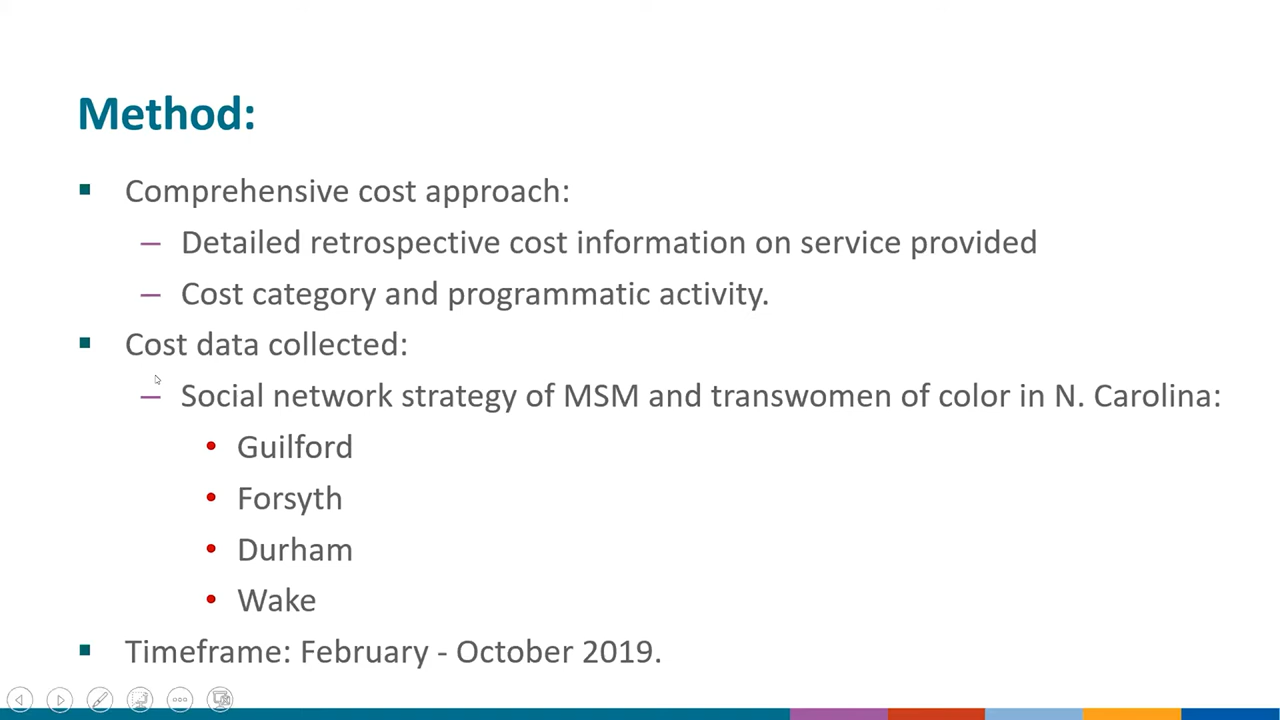 Method:
Comprehensive cost approach:
– Detailed retrospective cost information on service provided
– Cost category and programmatic activity.
Cost data collected:
– Social network strategy of MSM and transwomen of color in N. Carolina:
• Guilford
• Forsyth
• Durham
• Wake
Timeframe: February - October 2019.